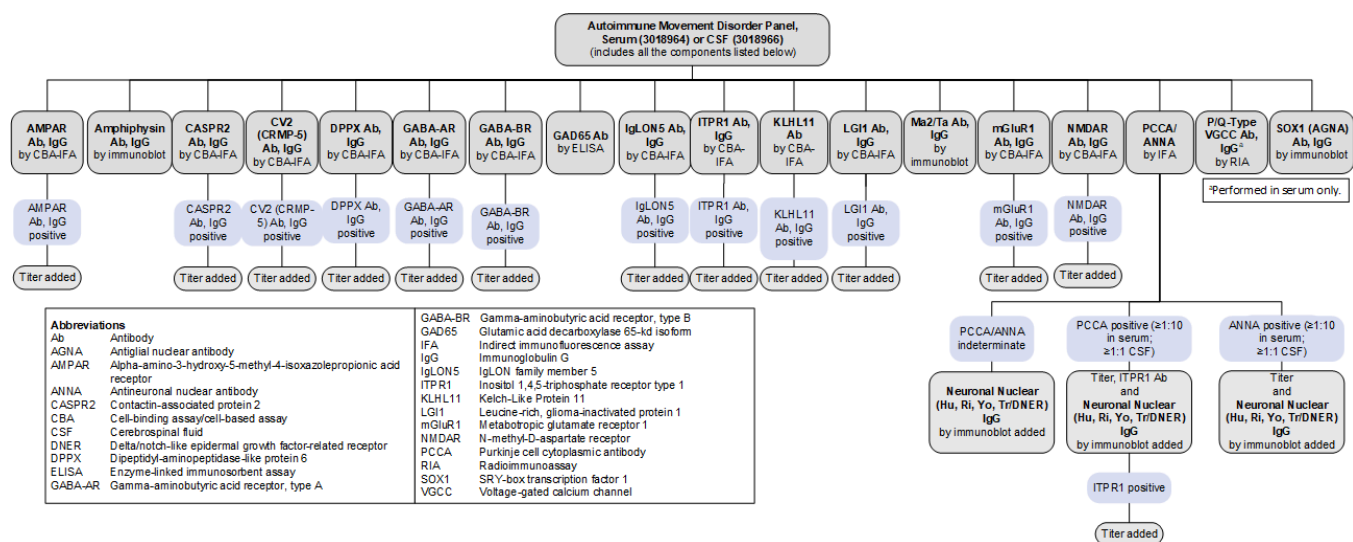 Autoimmune Movement Disorder Panel,
Serum (3018964) or CSF (3018966)
(includes all the components listed below)
AMPAR
Ab, IgG
by CBA-IFA
Amphiphysin
Ab, IgG
by immunoblot
CASPR2
Ab, IgG
by CBA-IFA
CV2
(CRMP-5)
Ab, IgG
by CBA-IFA
DPPX Ab,
IgG
by CBA-IFA
GABA-AR
Ab, IgG
by CBA-IFA
GABA-BR
Ab, IgG
by CBA-IFA
GAD65 Ab
by ELISA
IgLON5 Ab,
IgG
by CBA-IFA
ITPR1 Ab,
IgG
by CBA-
IFA
KLHL11
Ab
by CBA-
IFA
LGI1 Ab,
IgG
by CBA-IFA
Ma2/Ta Ab,
IgG
by
immunoblot
mGluR1
Ab, IgG
by CBA-IFA
NMDAR
Ab, IgG
by CBA-IFA
PCCA/
ANNA
by IFA
P/Q-Type
VGCC Ab,
IgGa
by RIA
SOX1 (AGNA)
Ab, IgG
by immunoblot
aPerformed in serum only.
AMPAR
Ab, IgG
positive
CASPR2
Ab, IgG
positive
CV2 (CRMP-
5) Ab, IgG
positive
DPPX Ab,
IgG
positive
GABA-AR
Ab, IgG
positive
GABA-BR
Ab, IgG
positive
IgLON5
Ab, IgG
positive
ITPR1 Ab,
IgG
positive
KLHL11
Ab, IgG
positive
LGI1 Ab,
IgG
positive
mGluR1
Ab, IgG
positive
NMDAR
Ab, IgG
positive
Titer added
Titer added
Titer added
Titer added
Titer added
Titer added
Titer added
Titer added
Titer added
Titer added
Titer added
Titer added
PCCA/ANNA
indeterminate
PCCA positive (≥1:10
in serum;
≥1:1 CSF)
ANNA positive (≥1:10
in serum;
≥1:1 CSF)
Neuronal Nuclear
(Hu, Ri, Yo, Tr/DNER)
IgG
by immunoblot added
Titer, ITPR1 Ab
and
Neuronal Nuclear
(Hu, Ri, Yo, Tr/DNER)
IgG
by immunoblot added
Titer
and
Neuronal Nuclear
(Hu, Ri, Yo, Tr/DNER)
IgG
by immunoblot added
ITPR1 positive
Titer added
Abbreviations
Ab Antibody
AGNA Antiglial nuclear antibody
AMPAR Alpha-amino-3-hydroxy-5-methyl-4-isoxazolepropionic acid
receptor
ANNA Antineuronal nuclear antibody
CASPR2 Contactin-associated protein 2
CBA Cell-binding assay/cell-based assay
CSF Cerebrospinal fluid
DNER Delta/notch-like epidermal growth factor-related receptor
DPPX Dipeptidyl-aminopeptidase-like protein 6
ELISA Enzyme-linked immunosorbent assay
GABA-AR Gamma-aminobutyric acid receptor, type A
GABA-BR Gamma-aminobutyric acid receptor, type B
GAD65 Glutamic acid decarboxylase 65-kd isoform
IFA Indirect immunofluorescence assay
IgG Immunoglobulin G
IgLON5 IgLON family member 5
ITPR1 Inositol 1,4,5-triphosphate receptor type 1
KLHL11 Kelch-Like Protein 11
LGI1 Leucine-rich, glioma-inactivated protein 1
mGluR1 Metabotropic glutamate receptor 1
NMDAR N-methyl-D-aspartate receptor
PCCA Purkinje cell cytoplasmic antibody
RIA Radioimmunoassay
SOX1 SRY-box transcription factor 1
VGCC Voltage-gated calcium channel